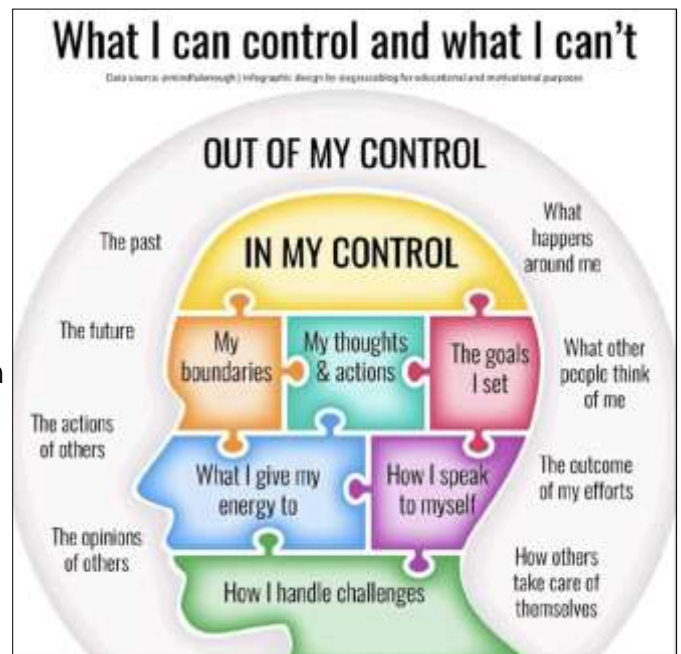 What I can control and what I can't
OUT OF MY CONTROL
IN MY CONTROL
The past
The future
The actions
of others
The opinions
of others
My
boundaries
My thoughts
& actions
The goals
I set
What I give my
energy to
How I speak
to myself
How I handle challenges
What
happens
around me
What other
people think
of me
The outcome
of my efforts
How others
take care of
themselves